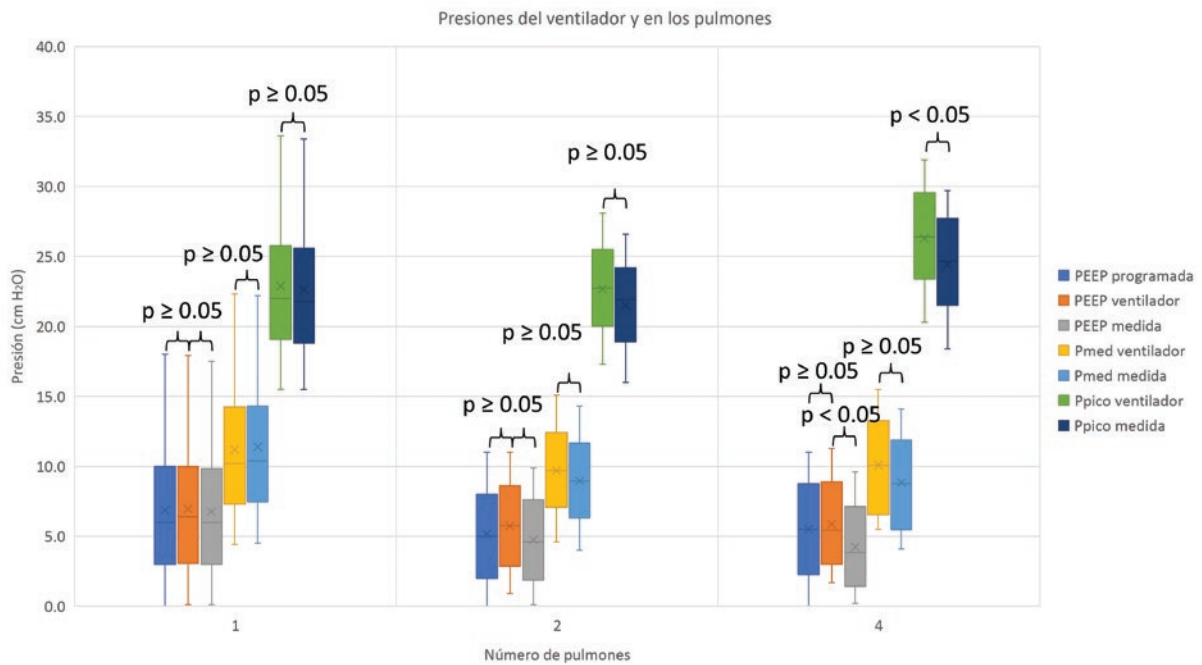 Presiones del ventilador y en los pulmones
40.0
35.0
30.0
25.0
20.0
15.0
10.0
5.0
0.0
Presión (cm H₂O)
p ≥ 0.05
p ≥ 0.05
p ≥ 0.05
p ≥ 0.05
p ≥ 0.05
p ≥ 0.05
p < 0.05
p ≥ 0.05
p ≥ 0.05
p < 0.05
1
2
4
Número de pulmones
PEEP programada
PEEP ventilador
PEEP medida
Pmed ventilador
Pmed medida
Ppico ventilador
Ppico medida